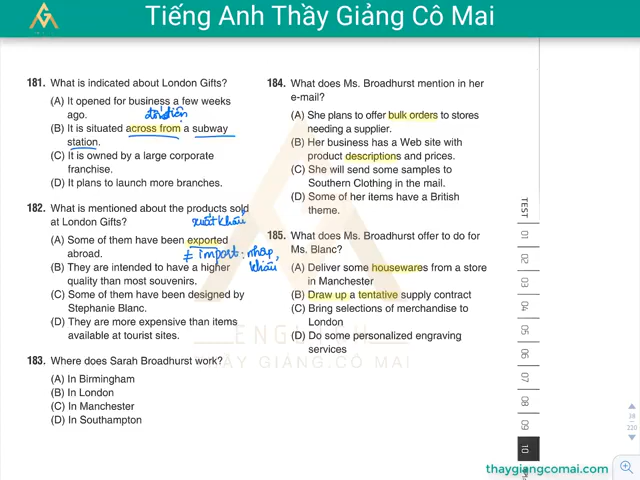 Tiếng Anh Thầy Giảng Cô Mai
181. What is indicated about London Gifts?
(A) It opened for business a few weeks
ago.
đối diện
(B) It is situated across from a subway
station.
(C) It is owned by a large corporate
franchise.
(D) It plans to launch more branches.
182. What is mentioned about the products sold
at London Gifts?
xuất khẩu
(A) Some of them have been exported
abroad.
≠ import: nhập khẩu
(B) They are intended to have a higher
quality than most souvenirs.
(C) Some of them have been designed by
Stephanie Blanc.
(D) They are more expensive than items
available at tourist sites.
183. Where does Sarah Broadhurst work?
(A) In Birmingham
(B) In London
(C) In Manchester
(D) In Southampton
184. What does Ms. Broadhurst mention in her
e-mail?
(A) She plans to offer bulk orders to stores
needing a supplier.
(B) Her business has a Web site with
product descriptions and prices.
(C) She will send some samples to
Southern Clothing in the mail.
(D) Some of her items have a British
theme.
185. What does Ms. Broadhurst offer to do for
Ms. Blanc?
(A) Deliver some housewares from a store
in Manchester
(B) Draw up a tentative supply contract
(C) Bring selections of merchandise to
London
(D) Do some personalized engraving
services
TEST
01
02
03
04
05
06
07
08
09
10
38
220
thaygiangcomai.com